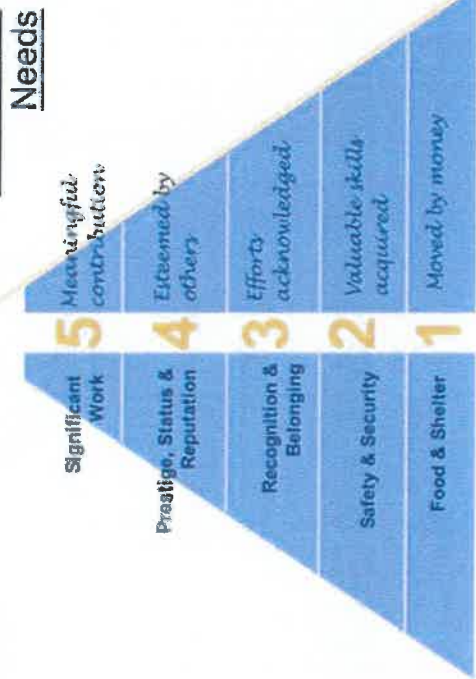 Needs
Significant
Work
5
Meaningful
contribution
Prestige, Status &
Reputation
4
Esteemed by
others
Recognition &
Belonging
3
Efforts
acknowledged
Safety & Security
2
Valuable skills
acquired
Food & Shelter
1
Moved by money